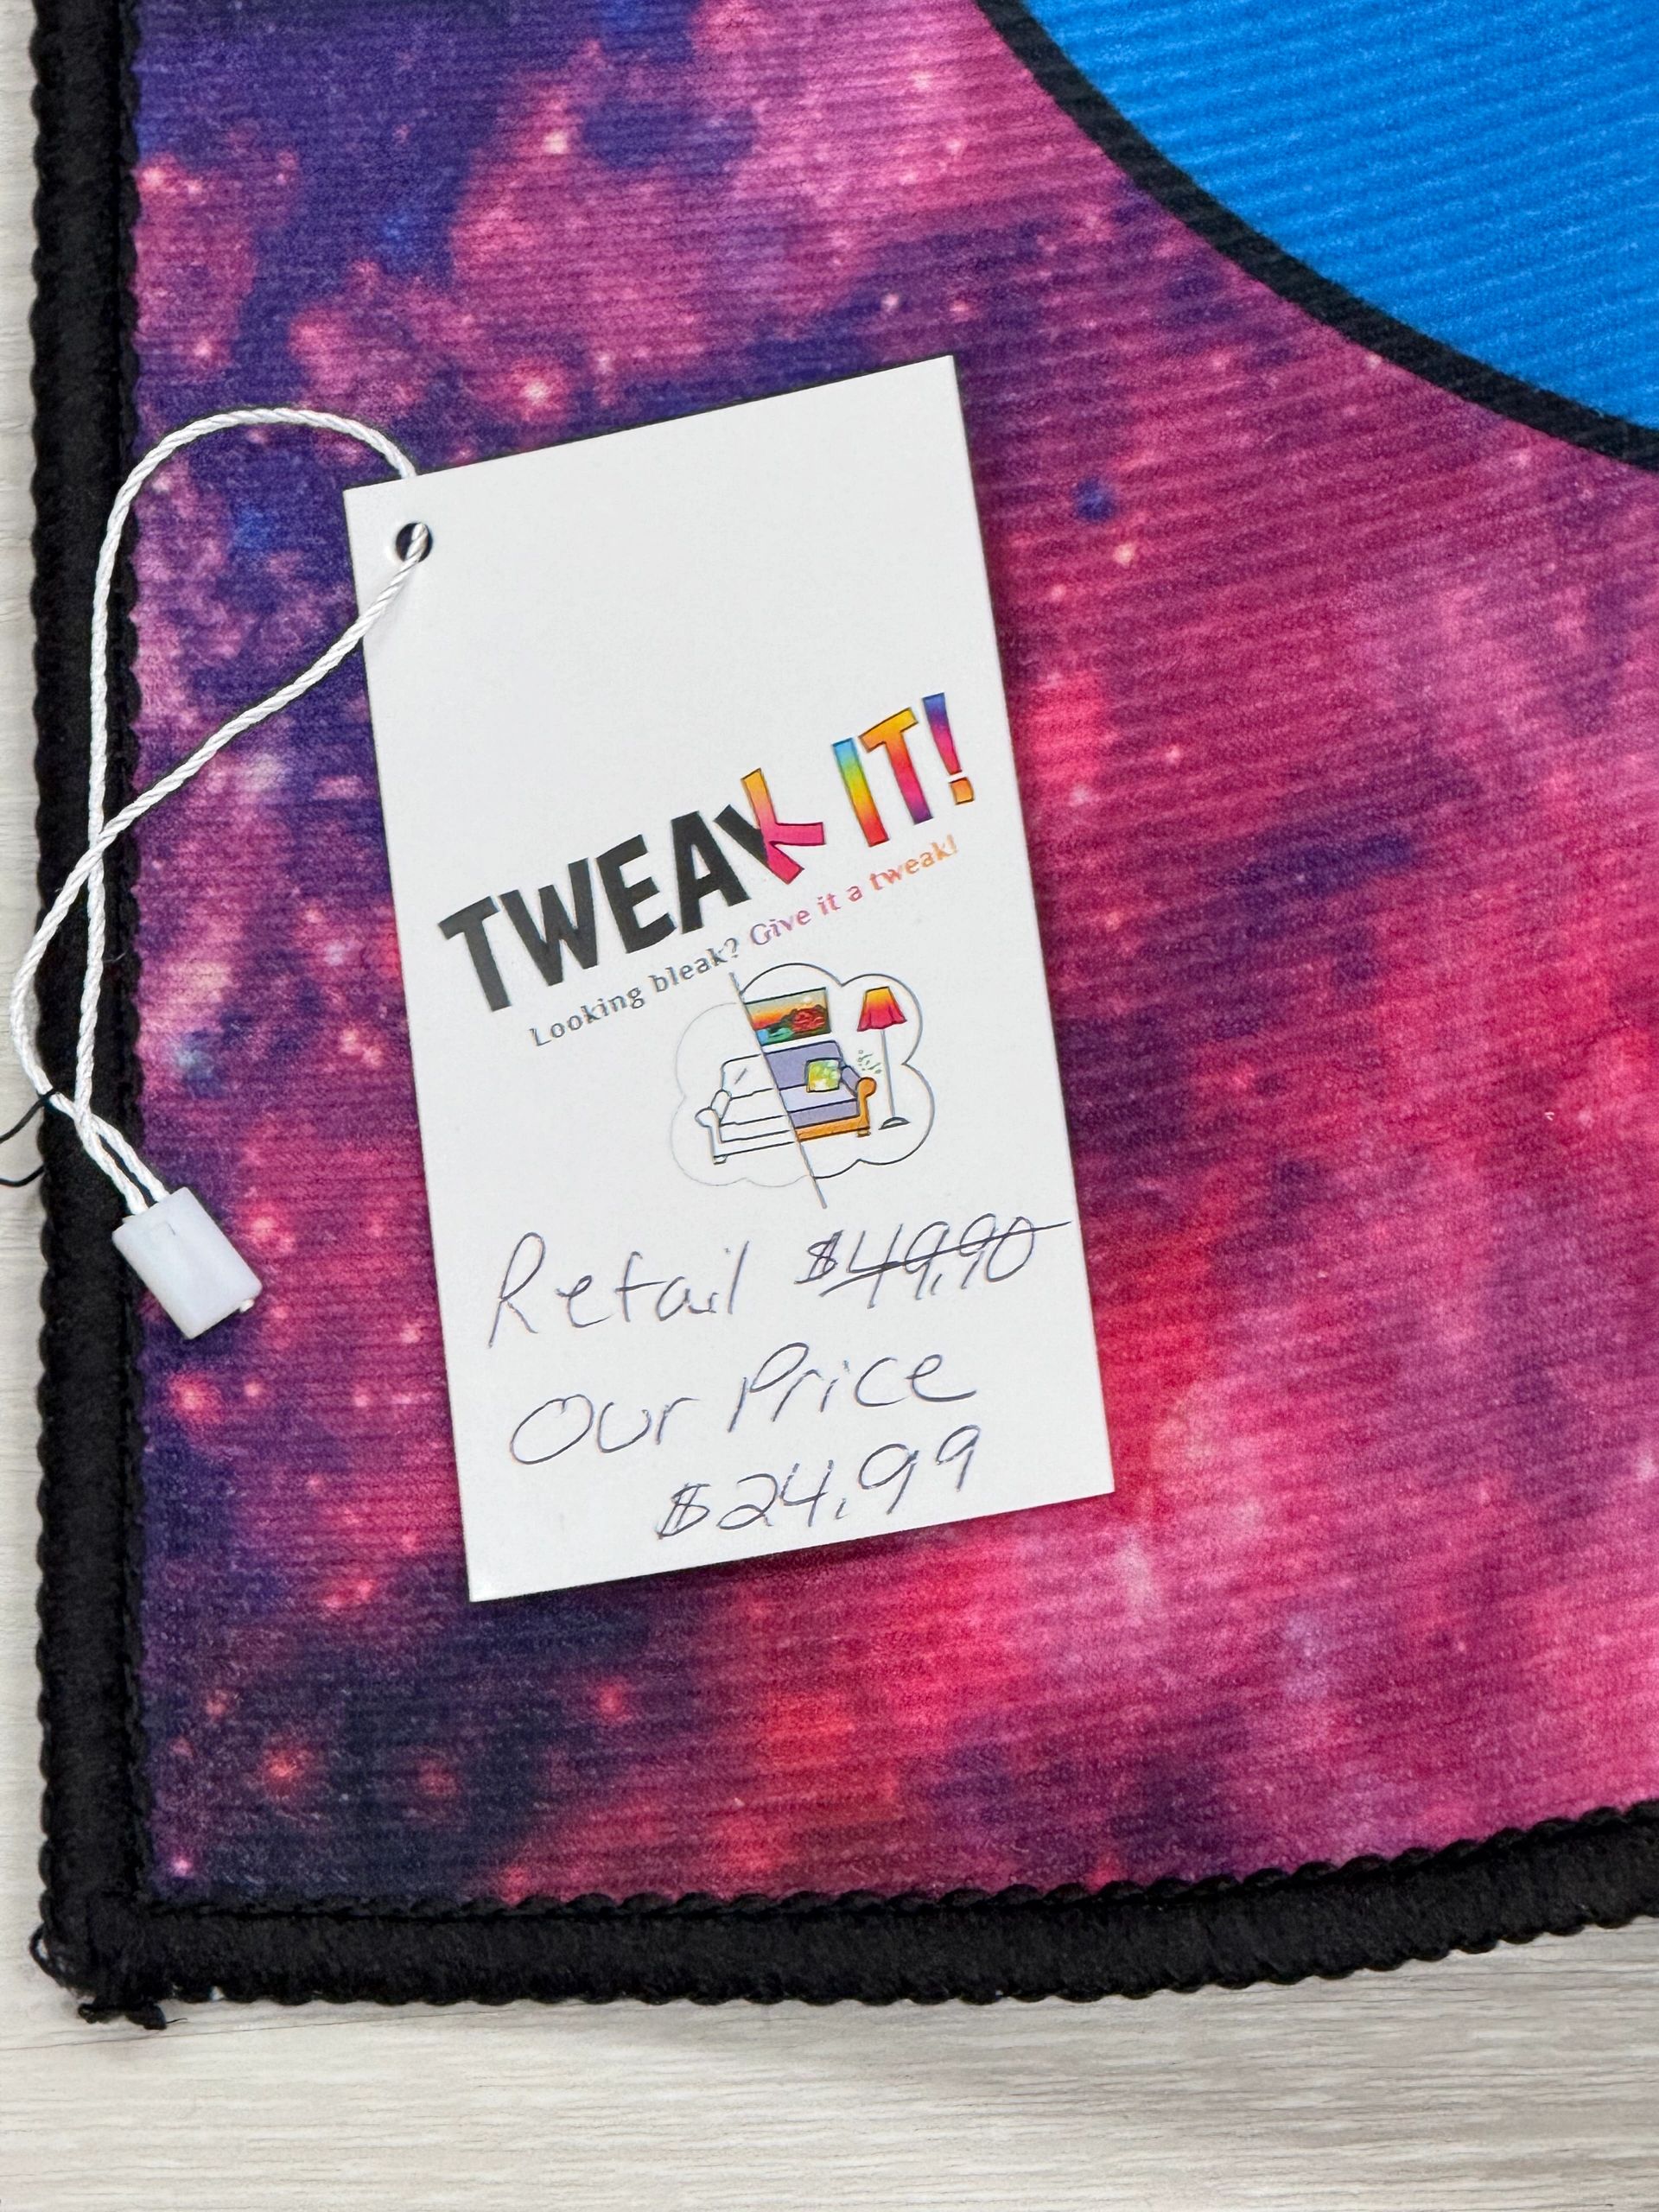 TWEAK IT!
Looking bleak? Give it a tweak!
Retail $49.90
Our Price
$24.99